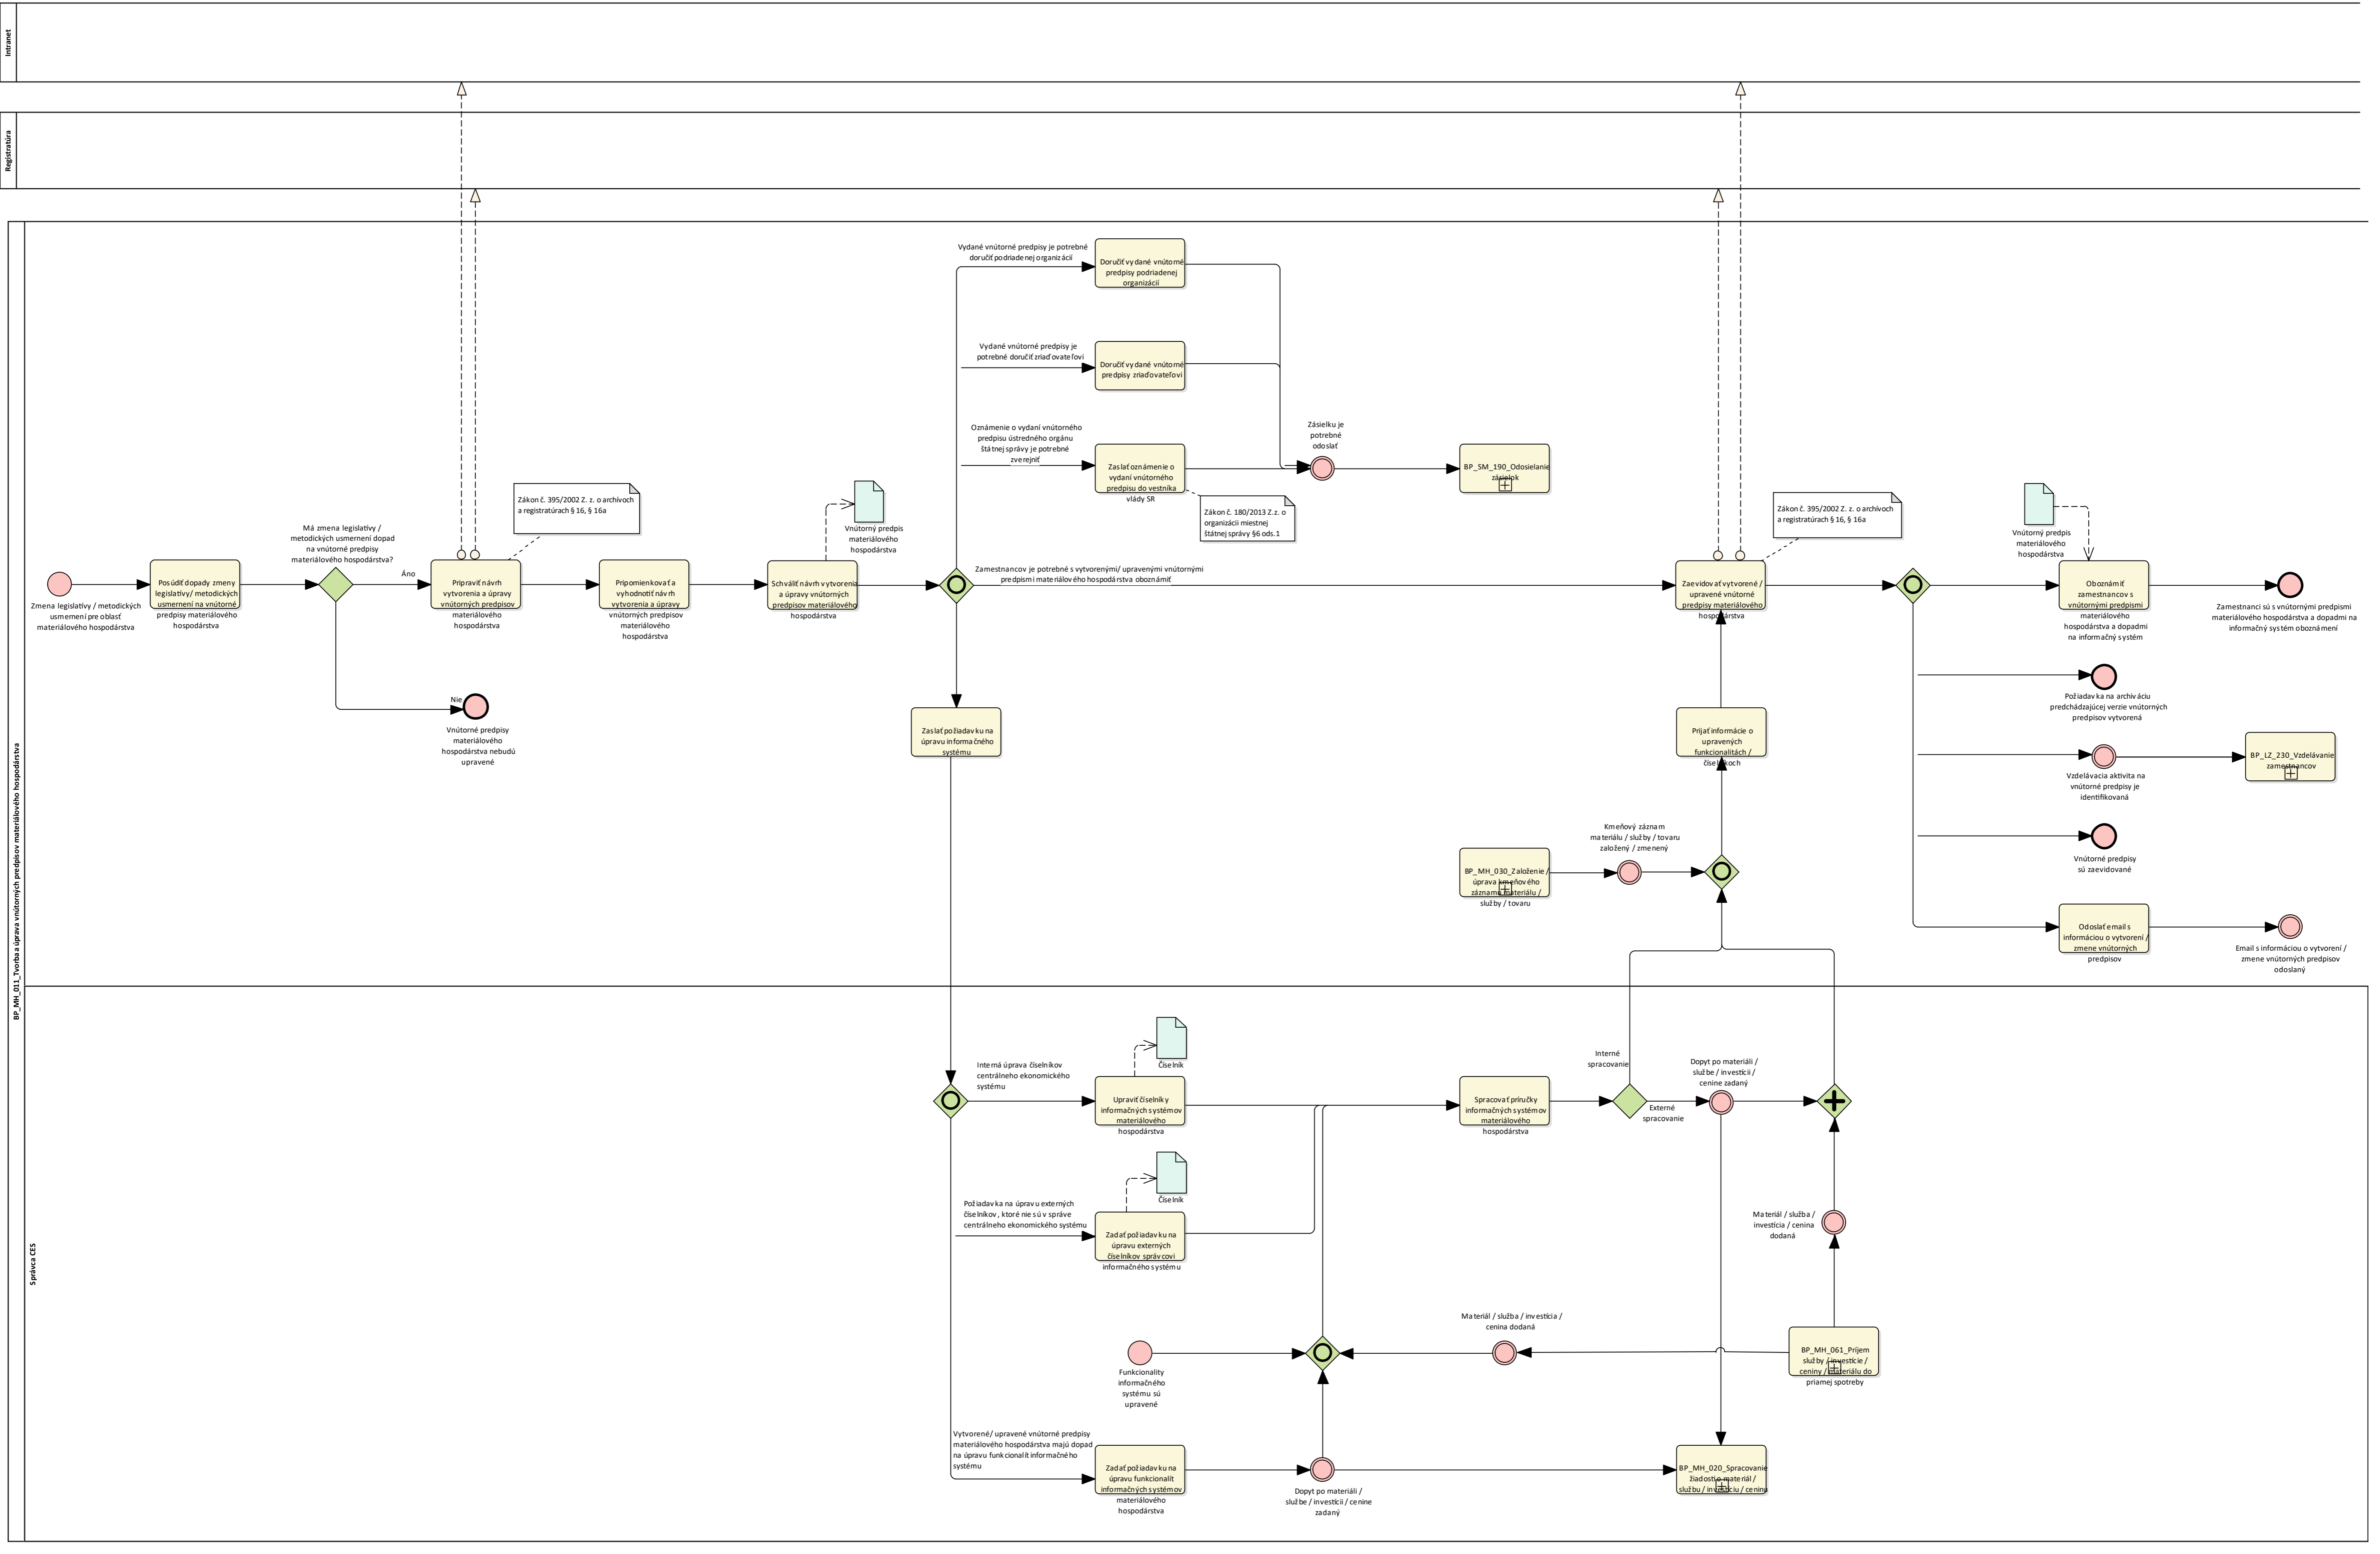 Intranet
Registratúra
BP_MH_011_Tvorba a úprava vnútorných predpisov materiálového hospodárstva
Správca CES
Zmena legislatívy / metodických
usmernení pre oblasť
materiálového hospodárstva
Posúdiť dopady zmeny
legislatívy/ metodických
usmernení na vnútorné
predpisy materiálového
hospodárstva
Má zmena legislatívy /
metodických usmernení dopad
na vnútorné predpisy
materiálového hospodárstva?
Áno
Nie
Vnútorné predpisy
materiálového
hospodárstva nebudú
upravené
Pripraviť návrh
vytvorenia a úpravy
vnútorných predpisov
materiálového
hospodárstva
Zákon č. 395/2002 Z. z. o archívoch
a registratúrach § 16, § 16a
Pripomienkovať a
vyhodnotiť návrh
vytvorenia a úpravy
vnútorných predpisov
materiálového
hospodárstva
Schváliť návrh vytvorenia
a úpravy vnútorných
predpisov materiálového
hospodárstva
Vnútorný predpis
materiálového
hospodárstva
Vydané vnútorné predpisy je potrebné
doručiť podriadenej organizácií
Doručiť vydané vnútorné
predpisy podriadenej
organizácií
Vydané vnútorné predpisy je
potrebné doručiť zriaďovateľovi
Doručiť vydané vnútorné
predpisy zriaďovateľovi
Oznámenie o vydaní vnútorného
predpisu ústredného orgánu
štátnej správy je potrebné
zverejniť
Zaslať oznámenie o
vydaní vnútorného
predpisu do vestníka
vlády SR
Zákon č. 180/2013 Z.z. o
organizácii miestnej
štátnej správy §6 ods.1
Zásielku je
potrebné
odoslať
BP_SM_190_Odosielanie
zásielok
Zamestnancov je potrebné s vytvorenými/ upravenými vnútornými
predpismi materiálového hospodárstva oboznámiť
Zaslať požiadavku na
úpravu informačného
systému
Zaevidovať vytvorené /
upravené vnútorné
predpisy materiálového
hospodárstva
Zákon č. 395/2002 Z. z. o archívoch
a registratúrach § 16, § 16a
Vnútorný predpis
materiálového
hospodárstva
Oboznámiť
zamestnancov s
vnútornými predpismi
materiálového
hospodárstva a dopadmi
na informačný systém
Zamestnanci sú s vnútornými predpismi
materiálového hospodárstva a dopadmi na
informačný systém oboznámení
Požiadavka na archiváciu
predchádzajúcej verzie vnútorných
predpisov vytvorená
Vzdelávacia aktivita na
vnútorné predpisy je
identifikovaná
BP_LZ_230_Vzdelávanie
zamestnancov
Vnútorné predpisy
sú zaevidované
Odoslať email s
informáciou o vytvorení /
zmene vnútorných
predpisov
Email s informáciou o vytvorení /
zmene vnútorných predpisov
odoslaný
Prijať informácie o
upravených
funkcionalitách /
číselníkoch
BP_MH_030_Založenie /
úprava kmeňového
záznamu materiálu /
služby / tovaru
Kmeňový záznam
materiálu / služby / tovaru
založený / zmenený
Interná úprava číselníkov
centrálneho ekonomického
systému
Číselník
Upraviť číselníky
informačných systémov
materiálového
hospodárstva
Požiadavka na úpravu externých
číselníkov, ktoré nie sú v správe
centrálneho ekonomického systému
Číselník
Zadať požiadavku na
úpravu externých
číselníkov správcovi
informačného systému
Spracovať príručky
informačných systémov
materiálového
hospodárstva
Interné
spracovanie
Externé
spracovanie
Dopyt po materiáli /
službe / investícii /
cenine zadaný
Materiál / služba /
investícia / cenina
dodaná
Materiál / služba / investícia /
cenina dodaná
BP_MH_061_Príjem
služby / investície /
ceniny / materiálu do
priamej spotreby
Funkcionality
informačného
systému sú
upravené
Vytvorené/ upravené vnútorné predpisy
materiálového hospodárstva majú dopad
na úpravu funkcionalít informačného
systému
Zadať požiadavku na
úpravu funkcionalít
informačných systémov
materiálového
hospodárstva
Dopyt po materiáli /
službe / investícii / cenine
zadaný
BP_MH_020_Spracovanie
žiadosti o materiál /
službu / investíciu / ceninu